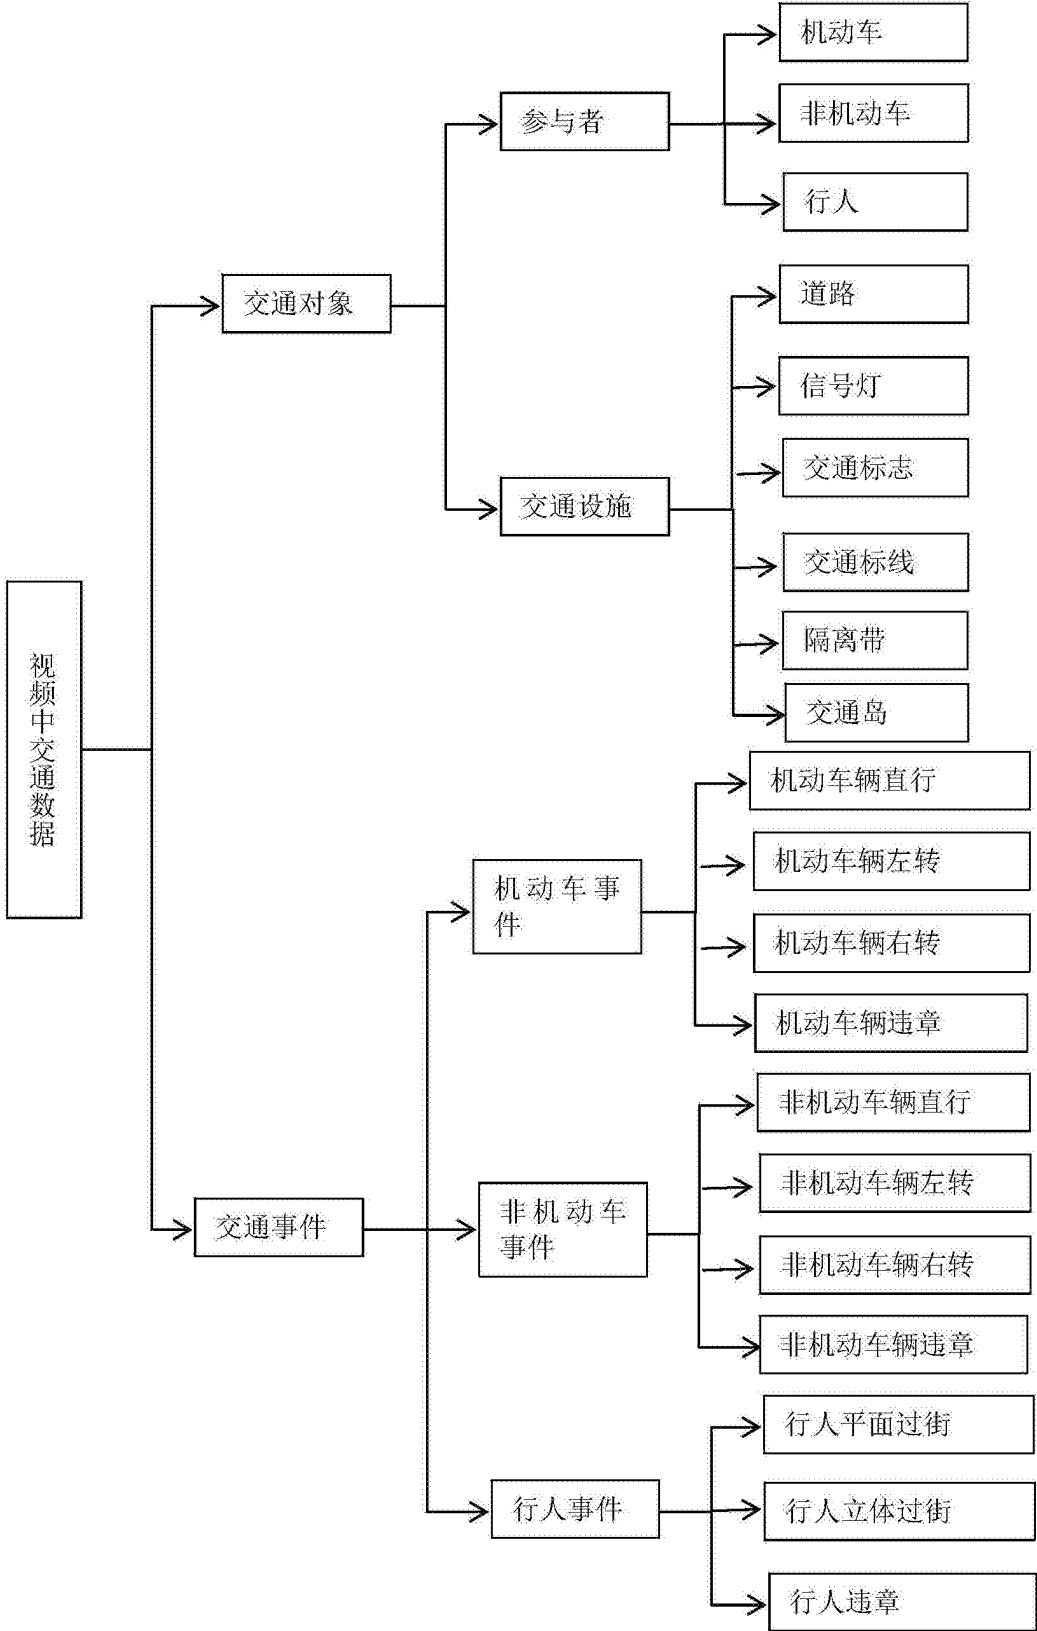 机动车
参与者
非机动车
行人
交通对象
道路
信号灯
交通标志
交通设施
交通标线
隔离带
交通岛
视频中交通数据
机动车辆直行
机动车辆左转
机动车事
件
机动车辆右转
机动车辆违章
非机动车辆直行
非机动车辆左转
交通事件
非机动车
事件
非机动车辆右转
非机动车辆违章
行人平面过街
行人事件
行人立体过街
行人违章